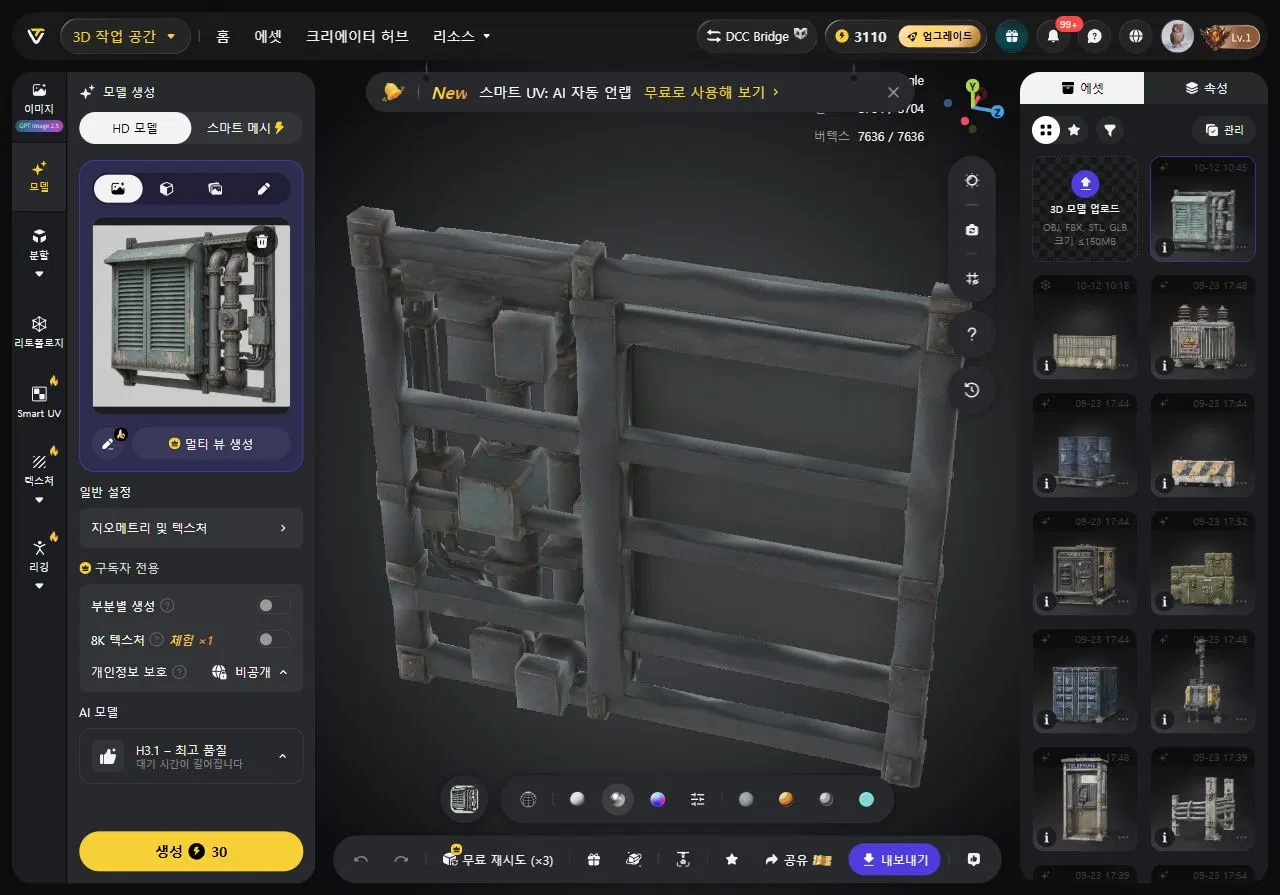 3D 작업 공간
홈
에셋
크리에이터 허브
리소스
DCC Bridge
3110
업그레이드
99+
Lv.1
이미지
GPT Image 2.5
모델
분할
리토폴로지
Smart UV
텍스처
리깅
모델 생성
HD 모델
스마트 메시
멀티 뷰 생성
일반 설정
지오메트리 및 텍스처
구독자 전용
부분별 생성
8K 텍스처
체험 ×1
개인정보 보호
비공개
AI 모델
H3.1 – 최고 품질
대기 시간이 길어집니다
생성 30
New 스마트 UV: AI 자동 언랩 무료로 사용해 보기
버텍스 7636 / 7636
Y
Z
무료 재시도 (×3)
공유
내보내기
에셋
속성
관리
3D 모델 업로드
OBJ, FBX, STL, GLB
크기 ≤150MB
10-12 10:45
10-12 10:18
09-23 17:48
09-23 17:44
09-23 17:44
09-23 17:44
09-23 17:52
09-23 17:44
09-23 17:48
09-23 17:48
TELEPHONE
09-23 17:39
09-23 17:39
09-23 17:54